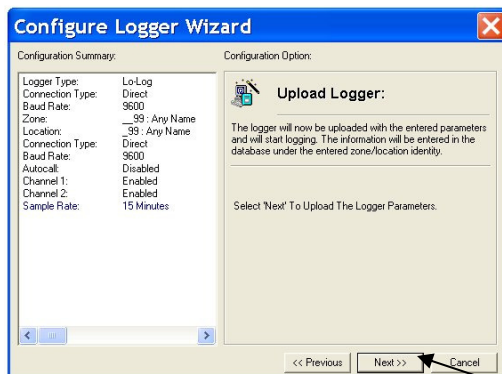 Configure Logger Wizard
Configuration Summary:
Logger Type: Lo-Log
Connection Type: Direct
Baud Rate: 9600
Zone: __99 : Any Name
Location: _99 : Any Name
Connection Type: Direct
Baud Rate: 9600
Autocall: Disabled
Channel 1: Enabled
Channel 2: Enabled
Sample Rate: 15 Minutes
Configuration Option:
Upload Logger:
The logger will now be uploaded with the entered parameters
and will start logging. The information will be entered in the
database under the entered zone/location identity.
Select 'Next' To Upload The Logger Parameters.
<< Previous
Next >>
Cancel